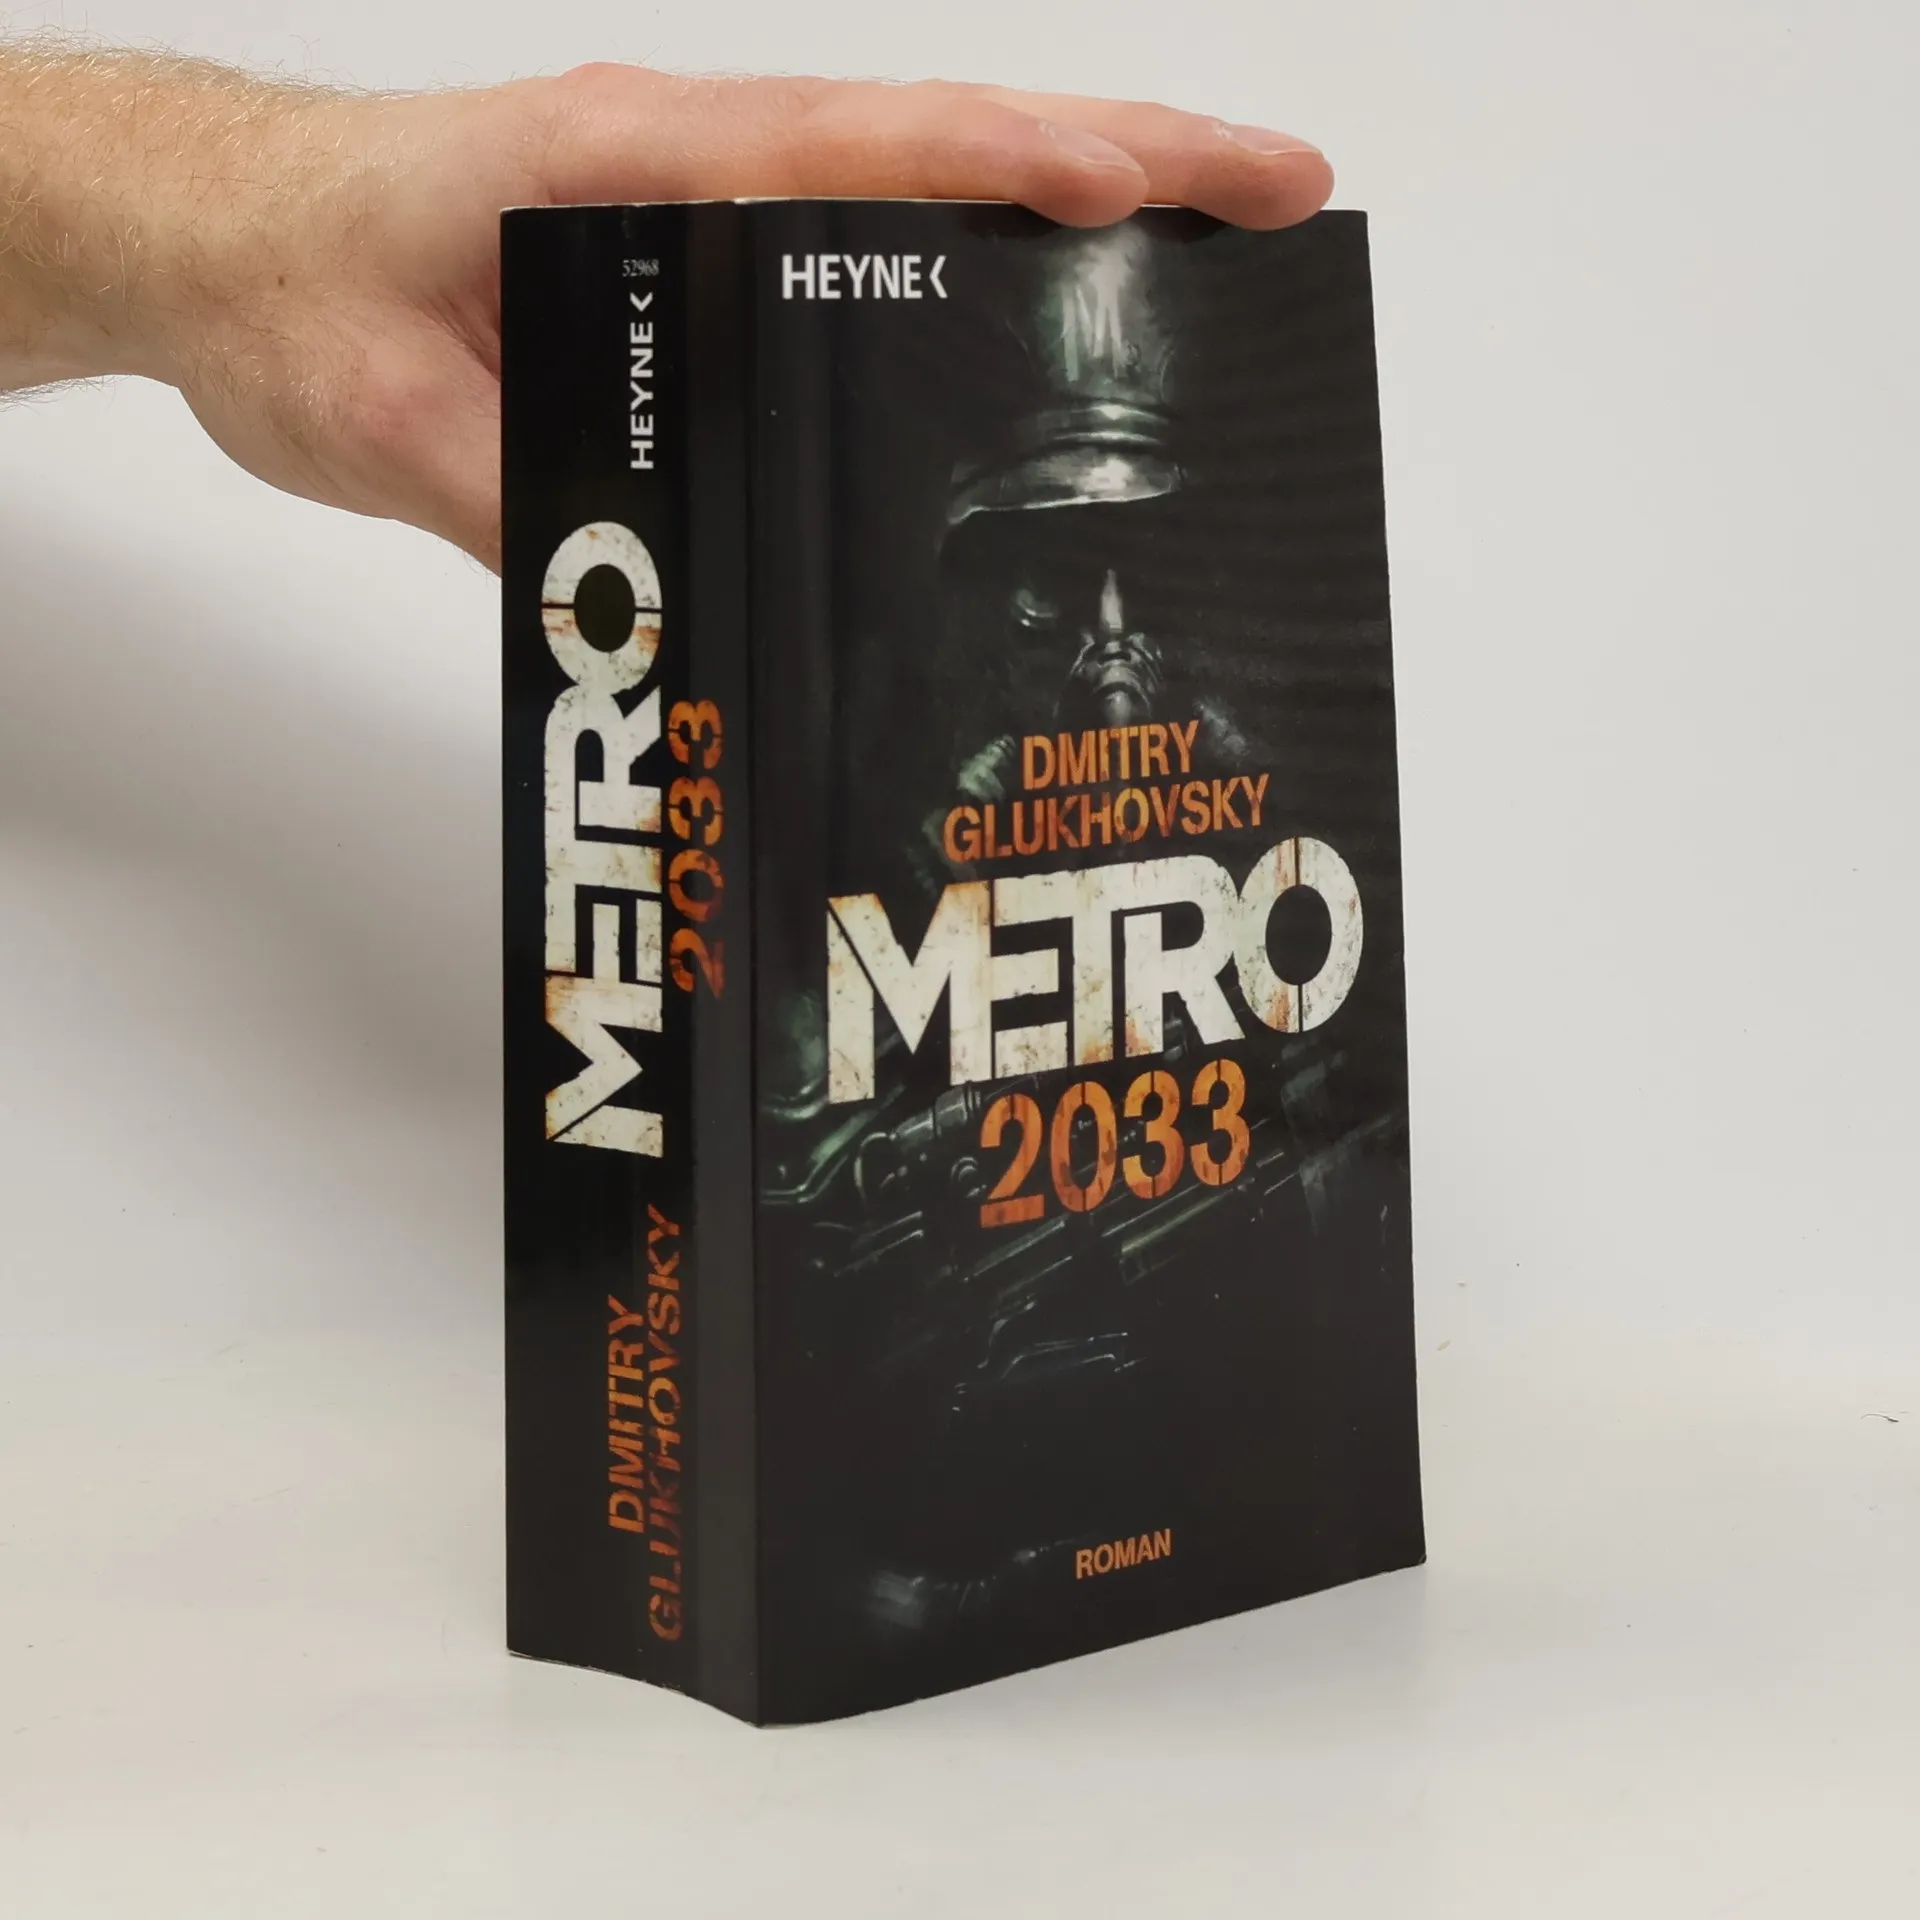 52968
HEYNE<
METRO
2033
DMITRY
GLUKHOVSKY
HEYNE<
M
DMITRY
GLUKHOVSKY
METRO
2033
ROMAN